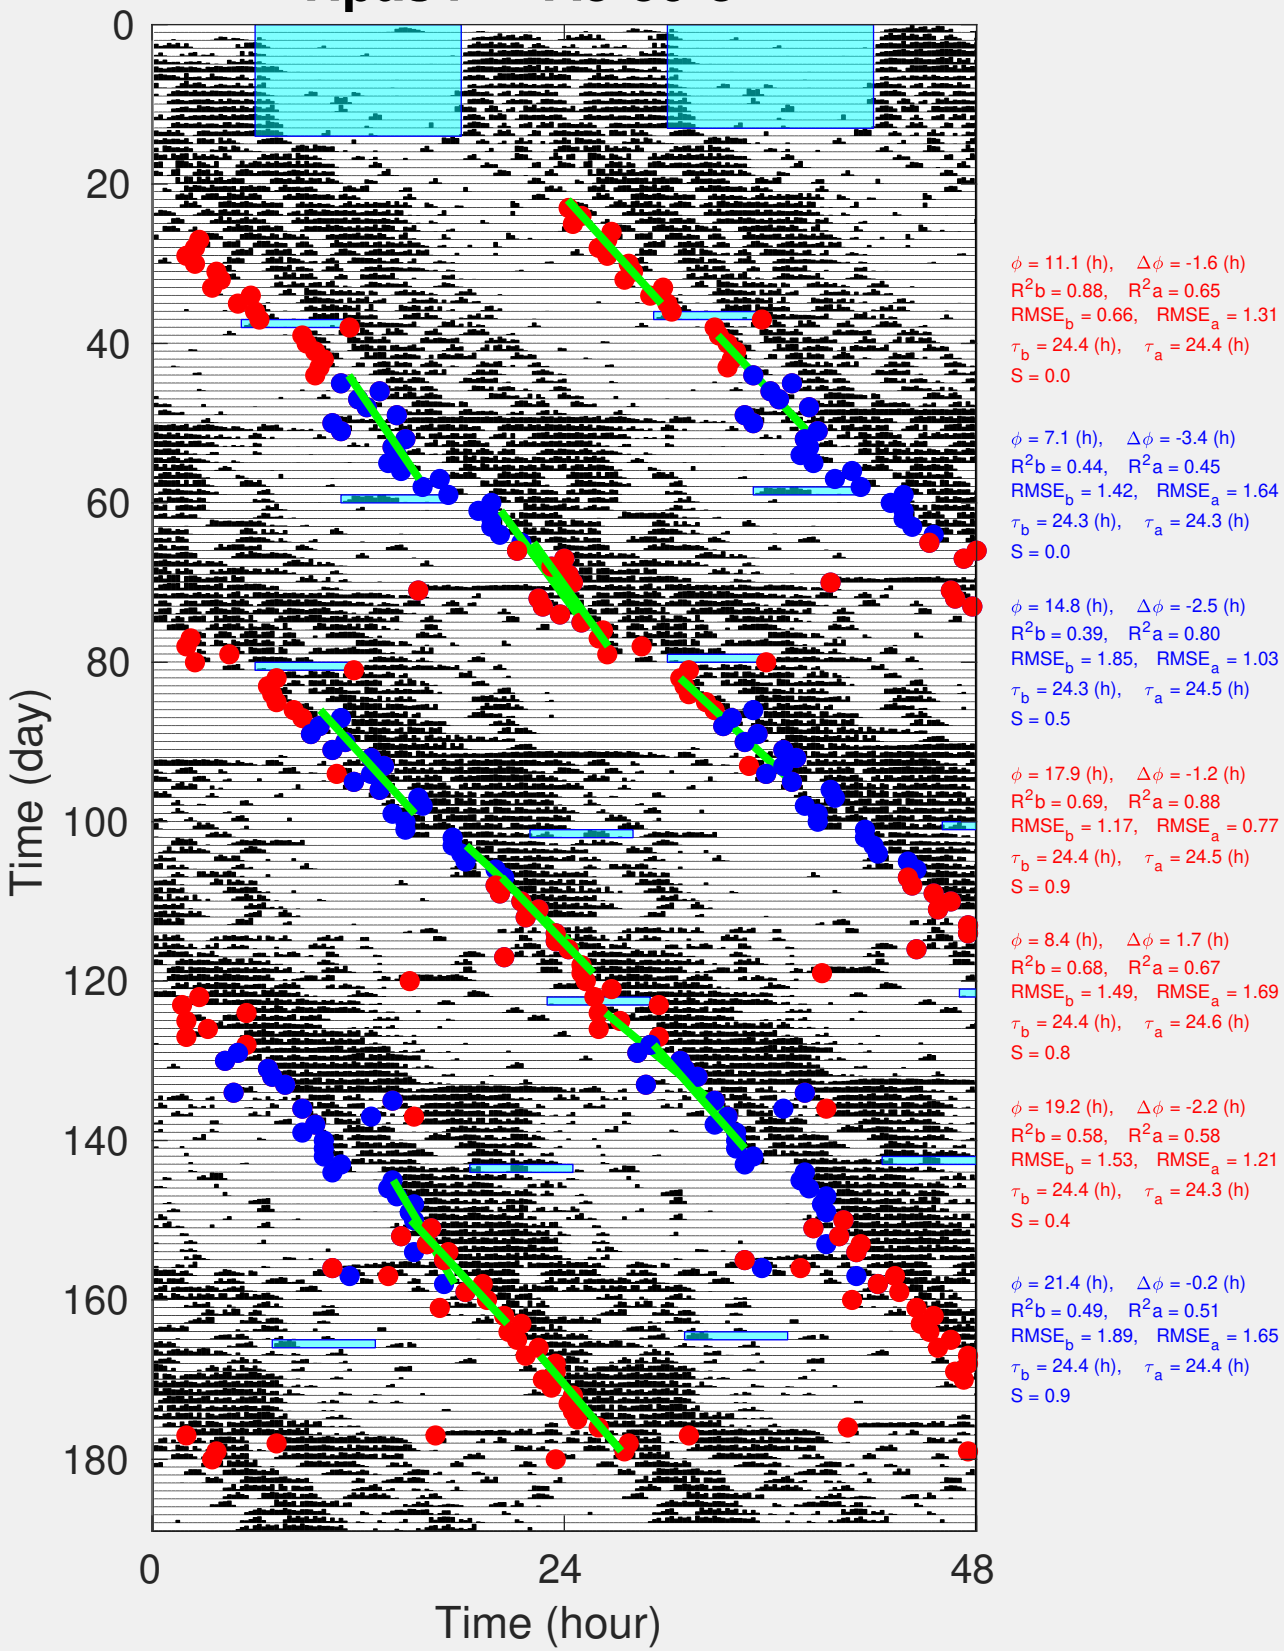 0
20
40
60
80
100
120
140
160
180
Time (day)
0
24
48
Time (hour)
ϕ = 11.1 (h), Δϕ = -1.6 (h)
R²b = 0.88, R²a = 0.65
RMSE_b = 0.66, RMSE_a = 1.31
τ_b = 24.4 (h), τ_a = 24.4 (h)
S = 0.0
ϕ = 7.1 (h), Δϕ = -3.4 (h)
R²b = 0.44, R²a = 0.45
RMSE_b = 1.42, RMSE_a = 1.64
τ_b = 24.3 (h), τ_a = 24.3 (h)
S = 0.0
ϕ = 14.8 (h), Δϕ = -2.5 (h)
R²b = 0.39, R²a = 0.80
RMSE_b = 1.85, RMSE_a = 1.03
τ_b = 24.3 (h), τ_a = 24.5 (h)
S = 0.5
ϕ = 17.9 (h), Δϕ = -1.2 (h)
R²b = 0.69, R²a = 0.88
RMSE_b = 1.17, RMSE_a = 0.77
τ_b = 24.4 (h), τ_a = 24.5 (h)
S = 0.9
ϕ = 8.4 (h), Δϕ = 1.7 (h)
R²b = 0.68, R²a = 0.67
RMSE_b = 1.49, RMSE_a = 1.69
τ_b = 24.4 (h), τ_a = 24.6 (h)
S = 0.8
ϕ = 19.2 (h), Δϕ = -2.2 (h)
R²b = 0.58, R²a = 0.58
RMSE_b = 1.53, RMSE_a = 1.21
τ_b = 24.4 (h), τ_a = 24.3 (h)
S = 0.4
ϕ = 21.4 (h), Δϕ = -0.2 (h)
R²b = 0.49, R²a = 0.51
RMSE_b = 1.89, RMSE_a = 1.65
τ_b = 24.4 (h), τ_a = 24.4 (h)
S = 0.9